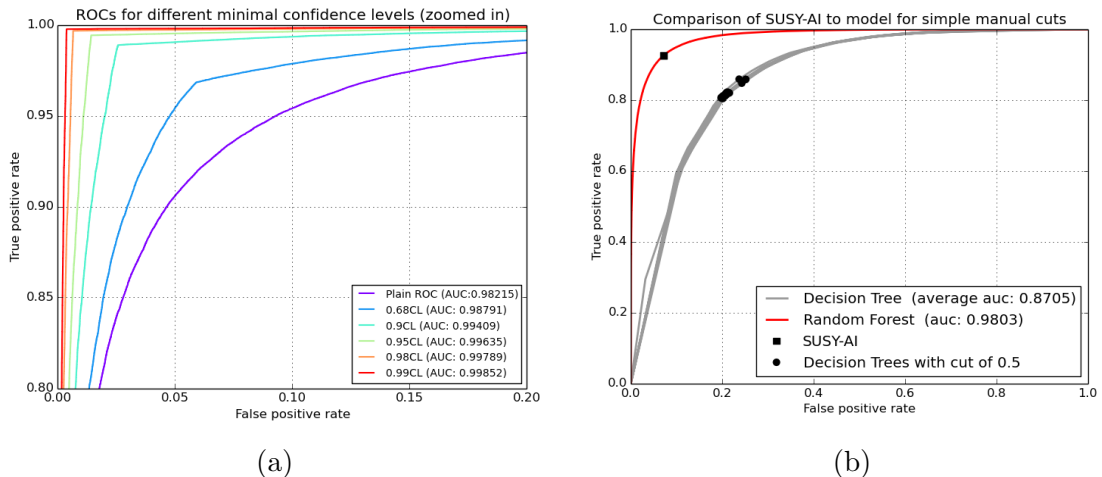 ROCs for different minimal confidence levels (zoomed in)
1.00
0.95
0.90
0.85
0.80
True positive rate
0.00
0.05
0.10
0.15
0.20
False positive rate
Plain ROC (AUC:0.98215)
0.68CL (AUC: 0.98791)
0.9CL (AUC: 0.99409)
0.95CL (AUC: 0.99635)
0.98CL (AUC: 0.99789)
0.99CL (AUC: 0.99852)
(a)
Comparison of SUSY-AI to model for simple manual cuts
1.0
0.8
0.6
0.4
0.2
0.0
True positive rate
0.0
0.2
0.4
0.6
0.8
1.0
False positive rate
Decision Tree (average auc: 0.8705)
Random Forest (auc: 0.9803)
SUSY-AI
Decision Trees with cut of 0.5
(b)